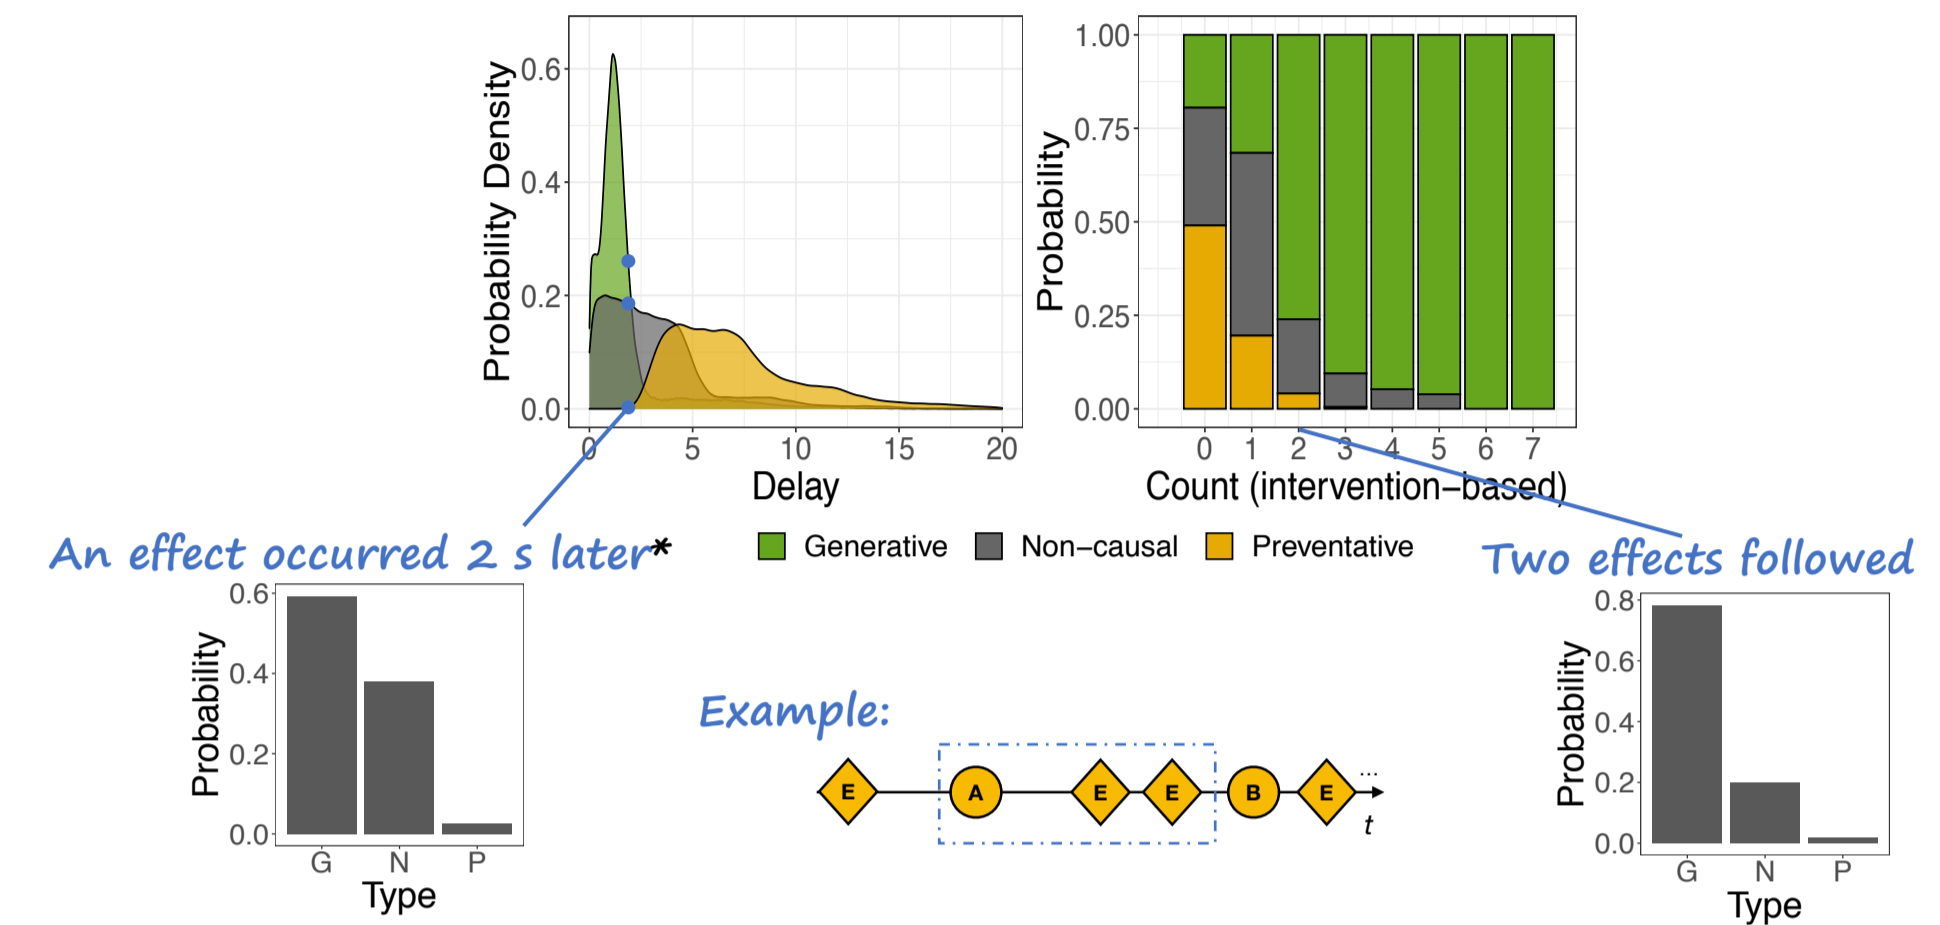 Probability Density
0.6
0.4
0.2
0.0
0 5 10 15 20
Delay
Probability
1.00
0.75
0.50
0.25
0.00
0 1 2 3 4 5 6 7
Count (intervention−based)
Generative Non−causal Preventative
An effect occurred 2 s later*
Two effects followed
Probability
0.6
0.4
0.2
0.0
G N P
Type
Example:
E A E E B E ...
t
Probability
0.8
0.6
0.4
0.2
0.0
G N P
Type